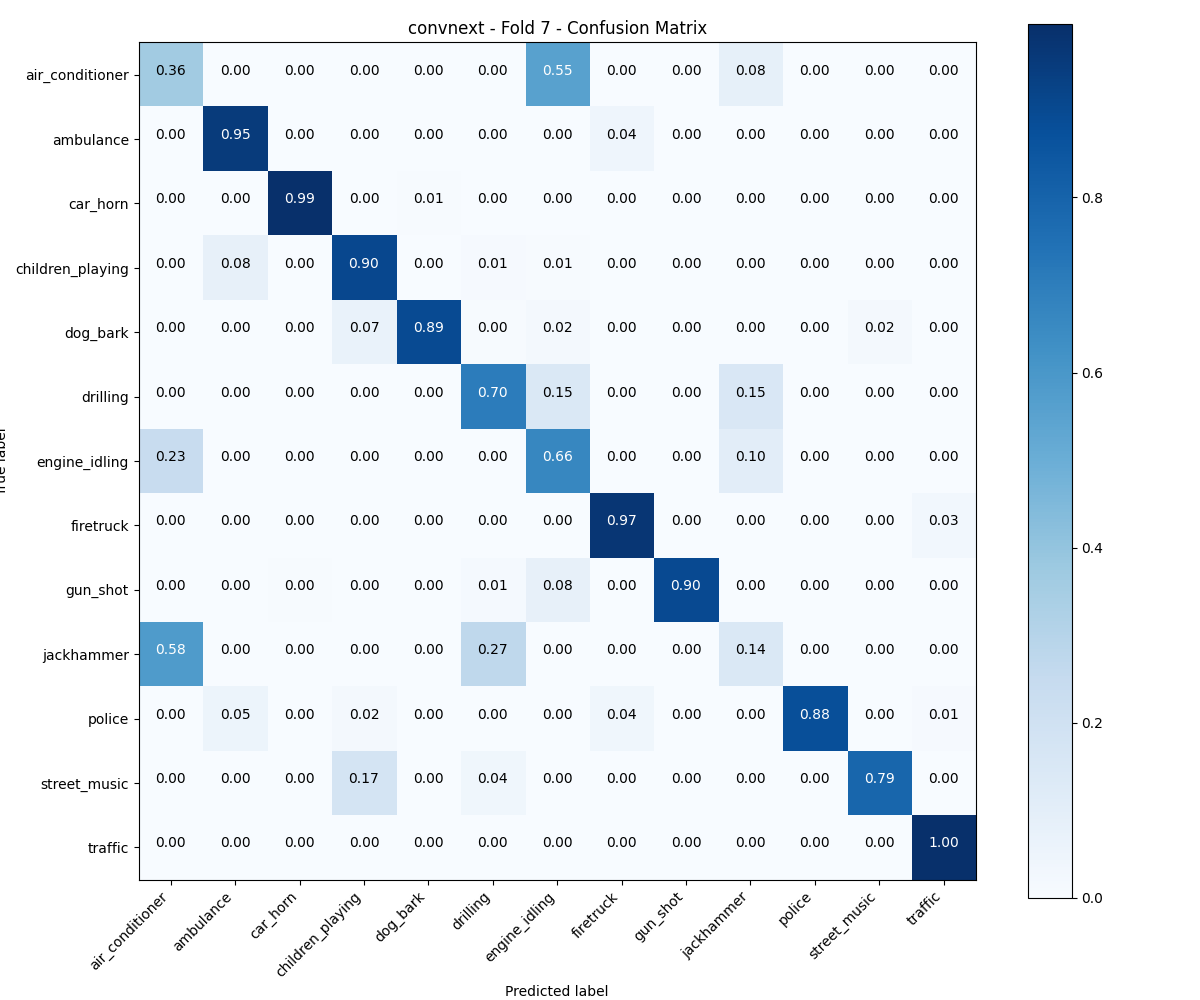 convnext - Fold 7 - Confusion Matrix
air_conditioner 0.36 0.00 0.00 0.00 0.00 0.00 0.55 0.00 0.00 0.08 0.00 0.00 0.00
ambulance 0.00 0.95 0.00 0.00 0.00 0.00 0.00 0.04 0.00 0.00 0.00 0.00 0.00
car_horn 0.00 0.00 0.99 0.00 0.01 0.00 0.00 0.00 0.00 0.00 0.00 0.00 0.00
0.8
children_playing 0.00 0.08 0.00 0.90 0.00 0.01 0.01 0.00 0.00 0.00 0.00 0.00 0.00
dog_bark 0.00 0.00 0.00 0.07 0.89 0.00 0.02 0.00 0.00 0.00 0.00 0.02 0.00
0.6
drilling 0.00 0.00 0.00 0.00 0.00 0.70 0.15 0.00 0.00 0.15 0.00 0.00 0.00
engine_idling 0.23 0.00 0.00 0.00 0.00 0.00 0.66 0.00 0.00 0.10 0.00 0.00 0.00
label
firetruck 0.00 0.00 0.00 0.00 0.00 0.00 0.00 0.97 0.00 0.00 0.00 0.00 0.03
0.4
gun_shot 0.00 0.00 0.00 0.00 0.00 0.01 0.08 0.00 0.90 0.00 0.00 0.00 0.00
jackhammer 0.58 0.00 0.00 0.00 0.00 0.27 0.00 0.00 0.00 0.14 0.00 0.00 0.00
police 0.00 0.05 0.00 0.02 0.00 0.00 0.00 0.04 0.00 0.00 0.88 0.00 0.01
0.2
street_music 0.00 0.00 0.00 0.17 0.00 0.04 0.00 0.00 0.00 0.00 0.00 0.79 0.00
traffic 0.00 0.00 0.00 0.00 0.00 0.00 0.00 0.00 0.00 0.00 0.00 0.00 1.00
0.0
air_conditioner ambulance car_horn children_playing dog_bark drilling engine_idling firetruck gun_shot jackhammer police street_music traffic
Predicted label